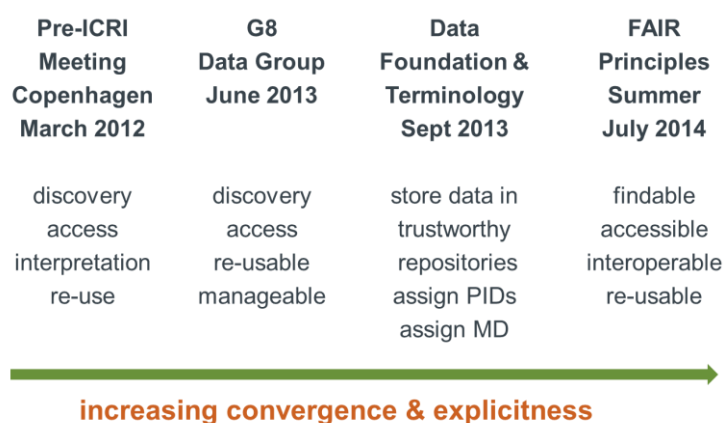 Pre-ICRI
Meeting
Copenhagen
March 2012
discovery
access
interpretation
re-use
G8
Data Group
June 2013
discovery
access
re-usable
manageable
Data
Foundation &
Terminology
Sept 2013
store data in
trustworthy
repositories
assign PIDs
assign MD
FAIR
Principles
Summer
July 2014
findable
accessible
interoperable
re-usable
increasing convergence & explicitness